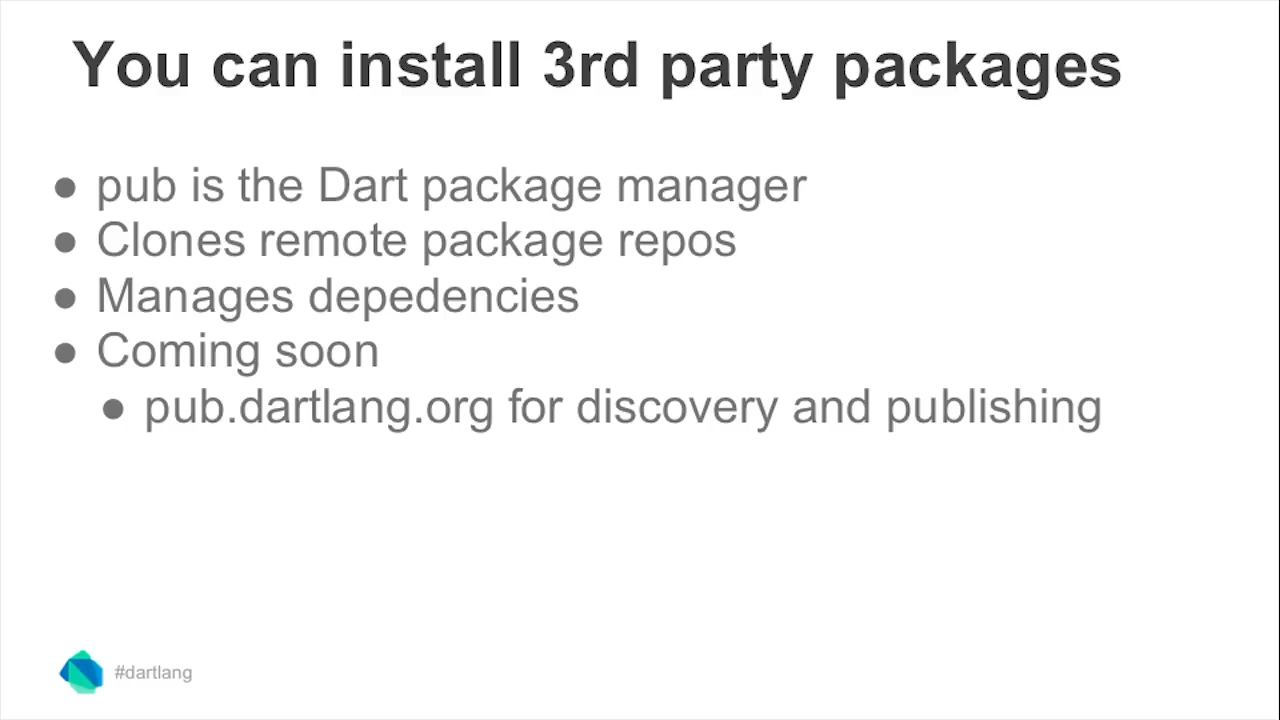 You can install 3rd party packages
● pub is the Dart package manager
● Clones remote package repos
● Manages depedencies
● Coming soon
● pub.dartlang.org for discovery and publishing
#dartlang